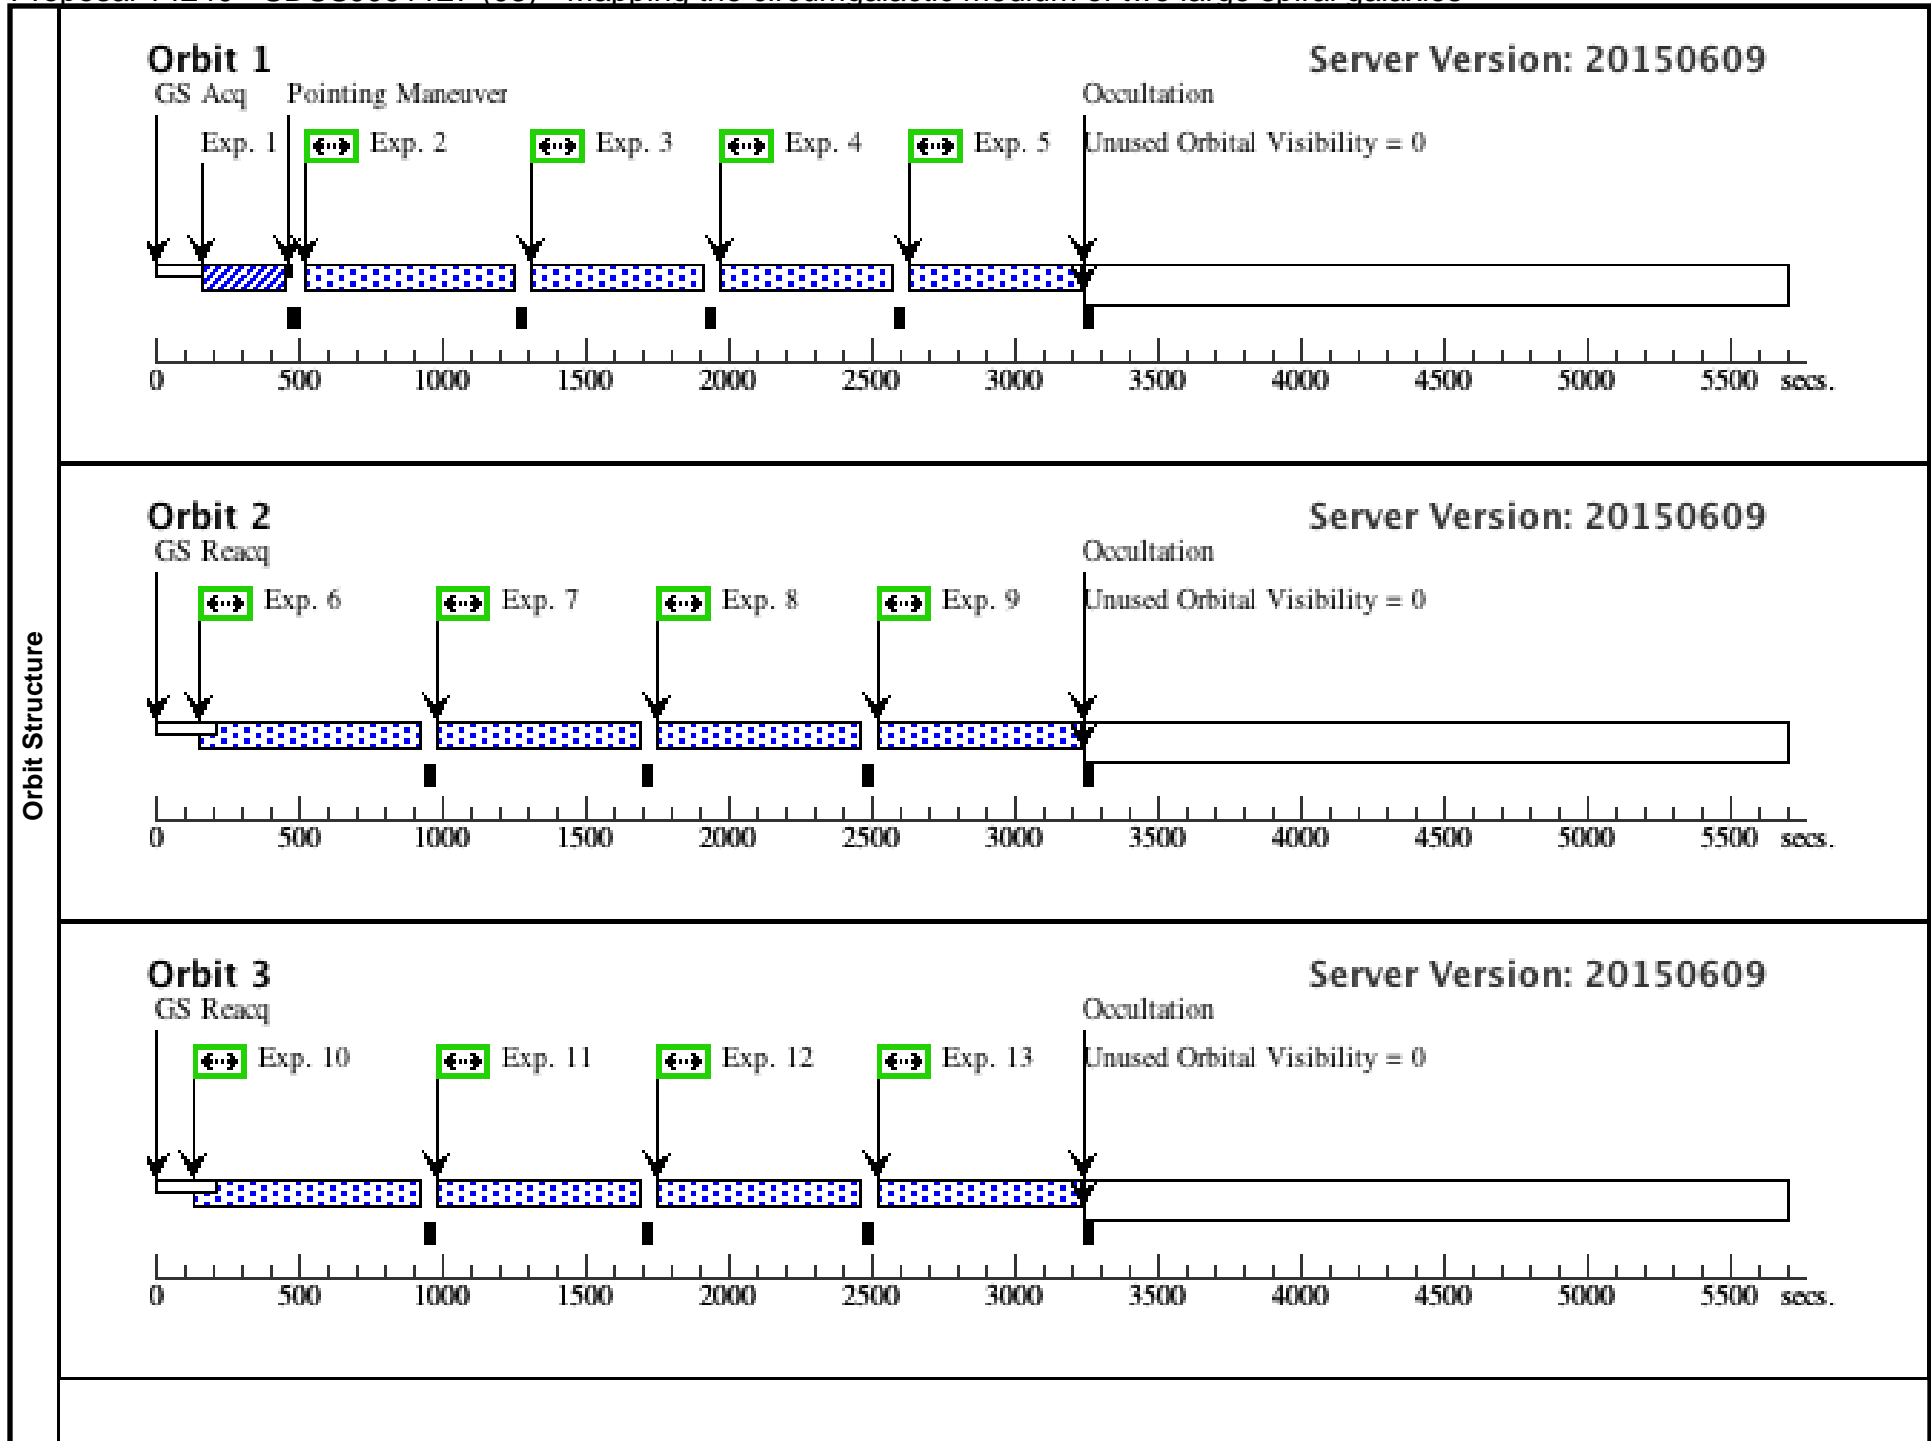 Orbit Structure
Orbit 1
Server Version: 20150609
GS Acq Pointing Maneuver Occultation
Exp. 1 Exp. 2 Exp. 3 Exp. 4 Exp. 5 Unused Orbital Visibility = 0
0 500 1000 1500 2000 2500 3000 3500 4000 4500 5000 5500 secs.
Orbit 2
Server Version: 20150609
GS Reacq Occultation
Exp. 6 Exp. 7 Exp. 8 Exp. 9 Unused Orbital Visibility = 0
0 500 1000 1500 2000 2500 3000 3500 4000 4500 5000 5500 secs.
Orbit 3
Server Version: 20150609
GS Reacq Occultation
Exp. 10 Exp. 11 Exp. 12 Exp. 13 Unused Orbital Visibility = 0
0 500 1000 1500 2000 2500 3000 3500 4000 4500 5000 5500 secs.